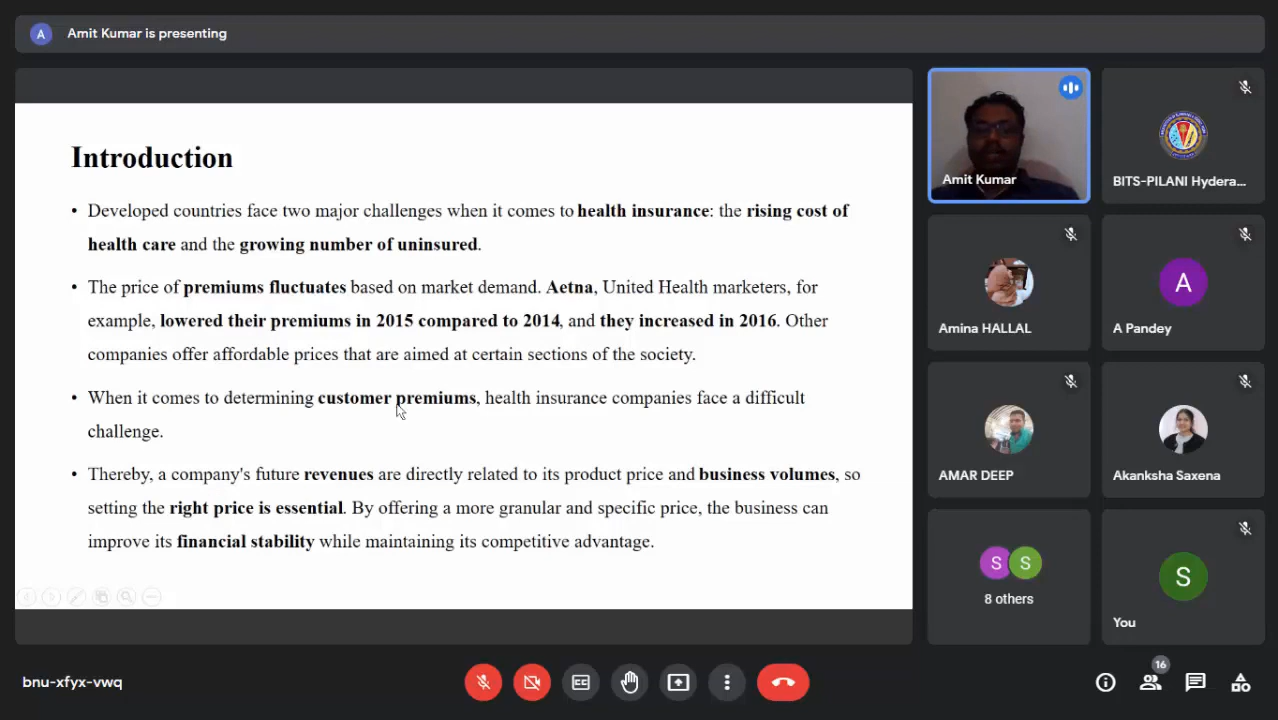 A
Amit Kumar is presenting
Introduction
• Developed countries face two major challenges when it comes to health insurance: the rising cost of
health care and the growing number of uninsured.
• The price of premiums fluctuates based on market demand. Aetna, United Health marketers, for
example, lowered their premiums in 2015 compared to 2014, and they increased in 2016. Other
companies offer affordable prices that are aimed at certain sections of the society.
• When it comes to determining customer premiums, health insurance companies face a difficult
challenge.
• Thereby, a company's future revenues are directly related to its product price and business volumes, so
setting the right price is essential. By offering a more granular and specific price, the business can
improve its financial stability while maintaining its competitive advantage.
Amit Kumar
BITS-PILANI Hydera...
Amina HALLAL
A
A Pandey
AMAR DEEP
Akanksha Saxena
S S
8 others
S
You
bnu-xfyx-vwq
CC
16